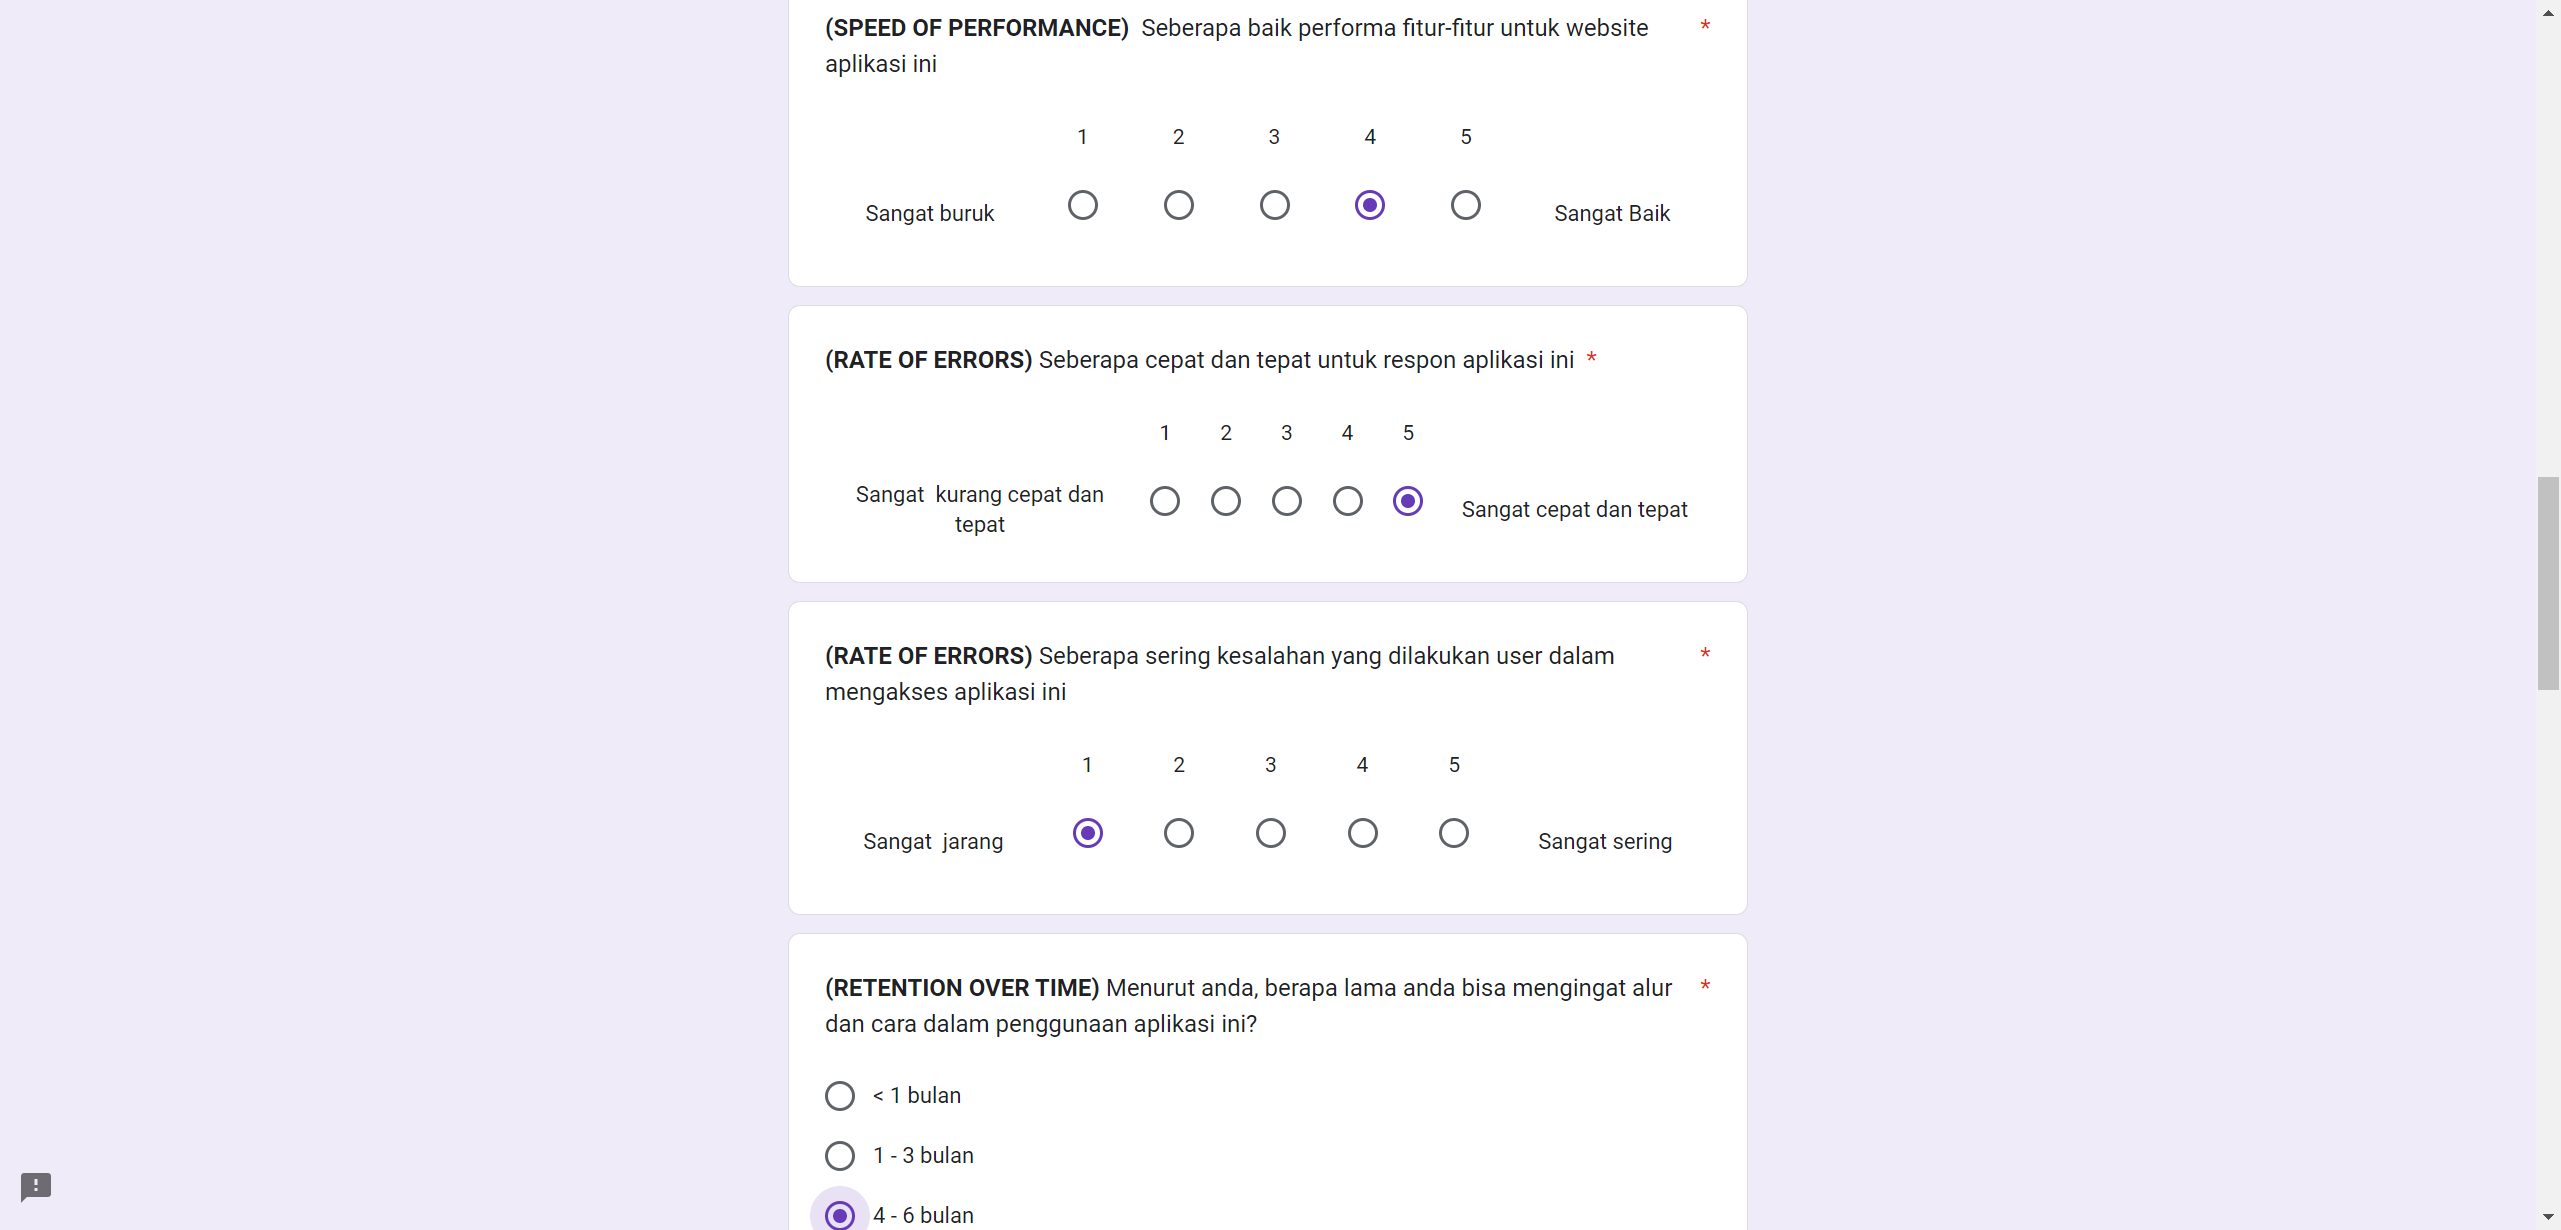 (SPEED OF PERFORMANCE)  Seberapa baik performa fitur-fitur untuk website *
aplikasi ini
1 2 3 4 5
Sangat buruk Sangat Baik
(RATE OF ERRORS) Seberapa cepat dan tepat untuk respon aplikasi ini *
1 2 3 4 5
Sangat  kurang cepat dan
tepat
Sangat cepat dan tepat
(RATE OF ERRORS) Seberapa sering kesalahan yang dilakukan user dalam *
mengakses aplikasi ini
1 2 3 4 5
Sangat  jarang Sangat sering
(RETENTION OVER TIME) Menurut anda, berapa lama anda bisa mengingat alur *
dan cara dalam penggunaan aplikasi ini?
< 1 bulan
1 - 3 bulan
4 - 6 bulan